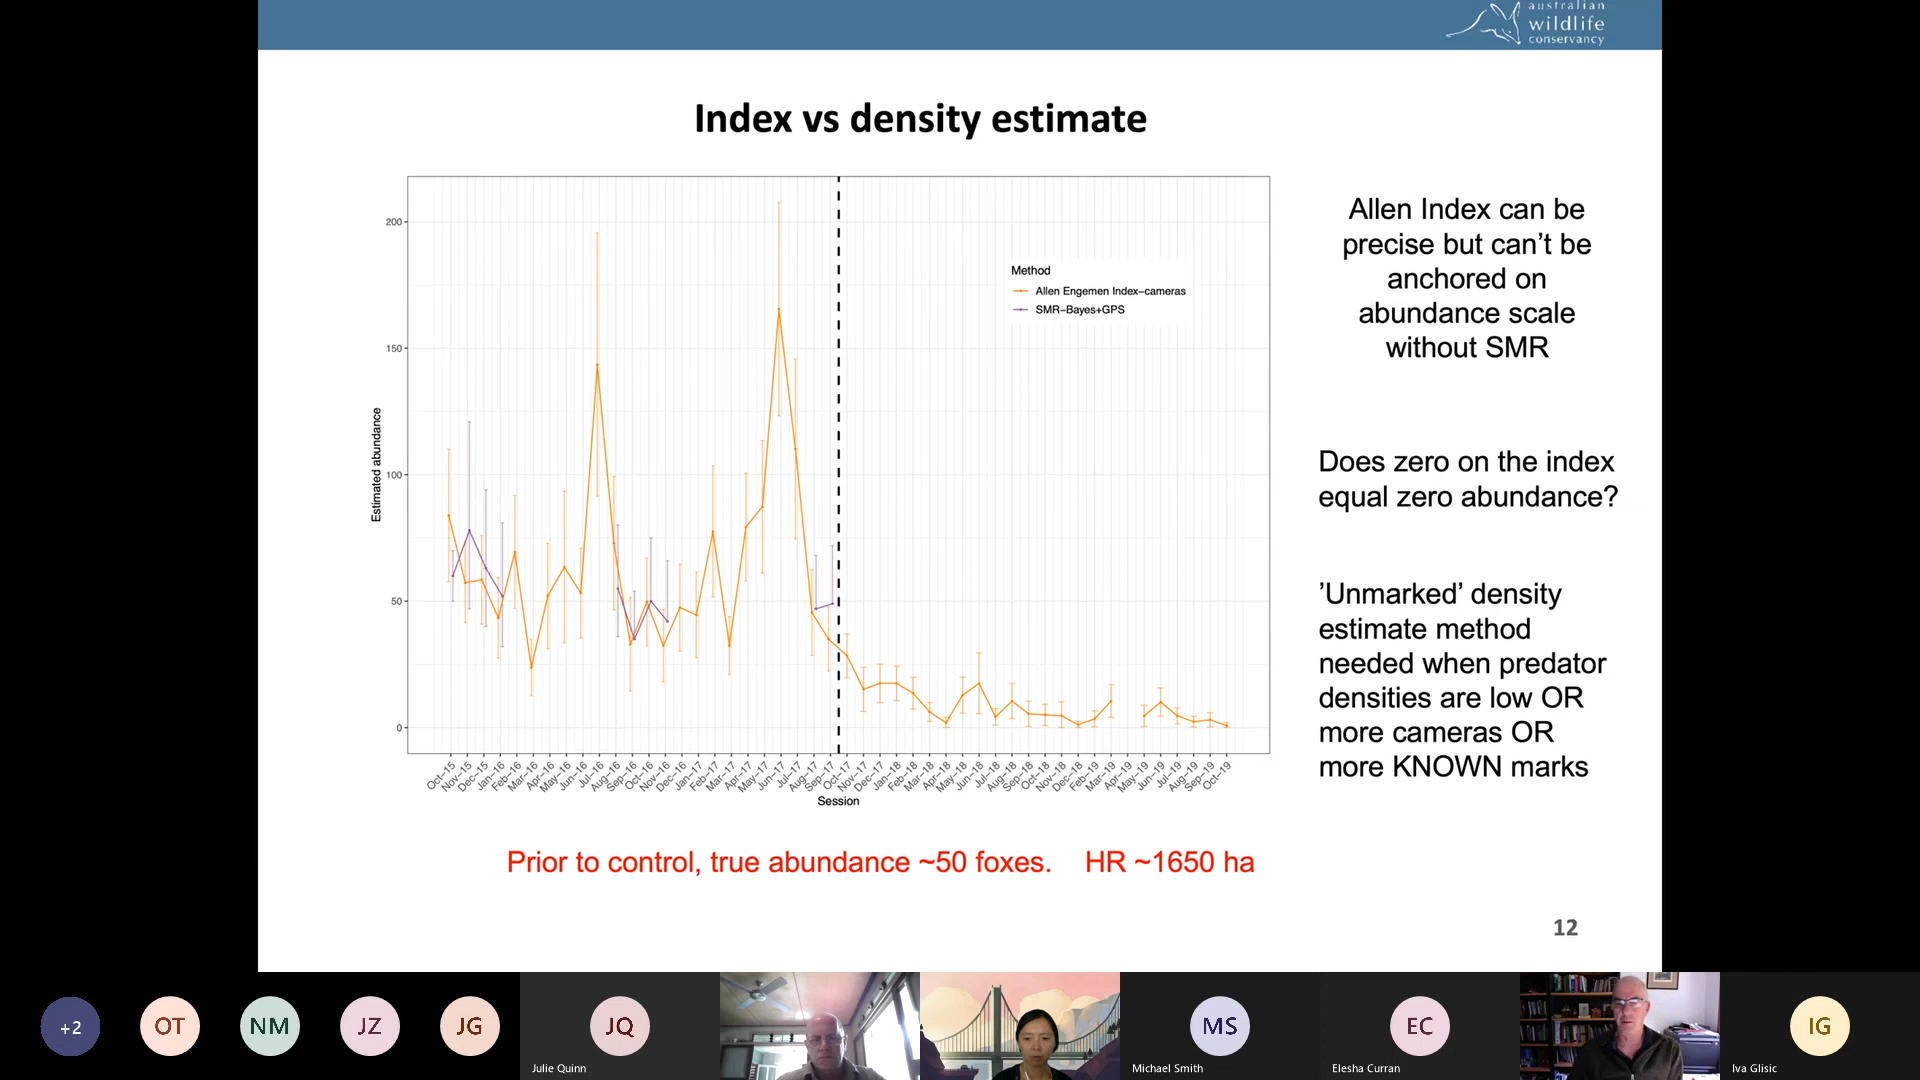 australian
wildlife
conservancy
Index vs density estimate
200
150
100
50
0
Estimated abundance
Method
Allen Engemen Index–cameras
SMR–Bayes+GPS
Oct–15
Nov–15
Dec–15
Jan–16
Feb–16
Mar–16
Apr–16
May–16
Jun–16
Jul–16
Aug–16
Sep–16
Oct–16
Nov–16
Dec–16
Jan–17
Feb–17
Mar–17
Apr–17
May–17
Jun–17
Jul–17
Aug–17
Sep–17
Oct–17
Nov–17
Dec–17
Jan–18
Feb–18
Mar–18
Apr–18
May–18
Jun–18
Jul–18
Aug–18
Sep–18
Oct–18
Nov–18
Dec–18
Feb–19
Mar–19
Apr–19
May–19
Jun–19
Jul–19
Aug–19
Sep–19
Oct–19
Session
Allen Index can be
precise but can’t be
anchored on
abundance scale
without SMR
Does zero on the index
equal zero abundance?
’Unmarked’ density
estimate method
needed when predator
densities are low OR
more cameras OR
more KNOWN marks
Prior to control, true abundance ~50 foxes. HR ~1650 ha
12
+2
OT
NM
JZ
JG
JQ
Julie Quinn
MS
Michael Smith
EC
Elesha Curran
IG
Iva Glisic